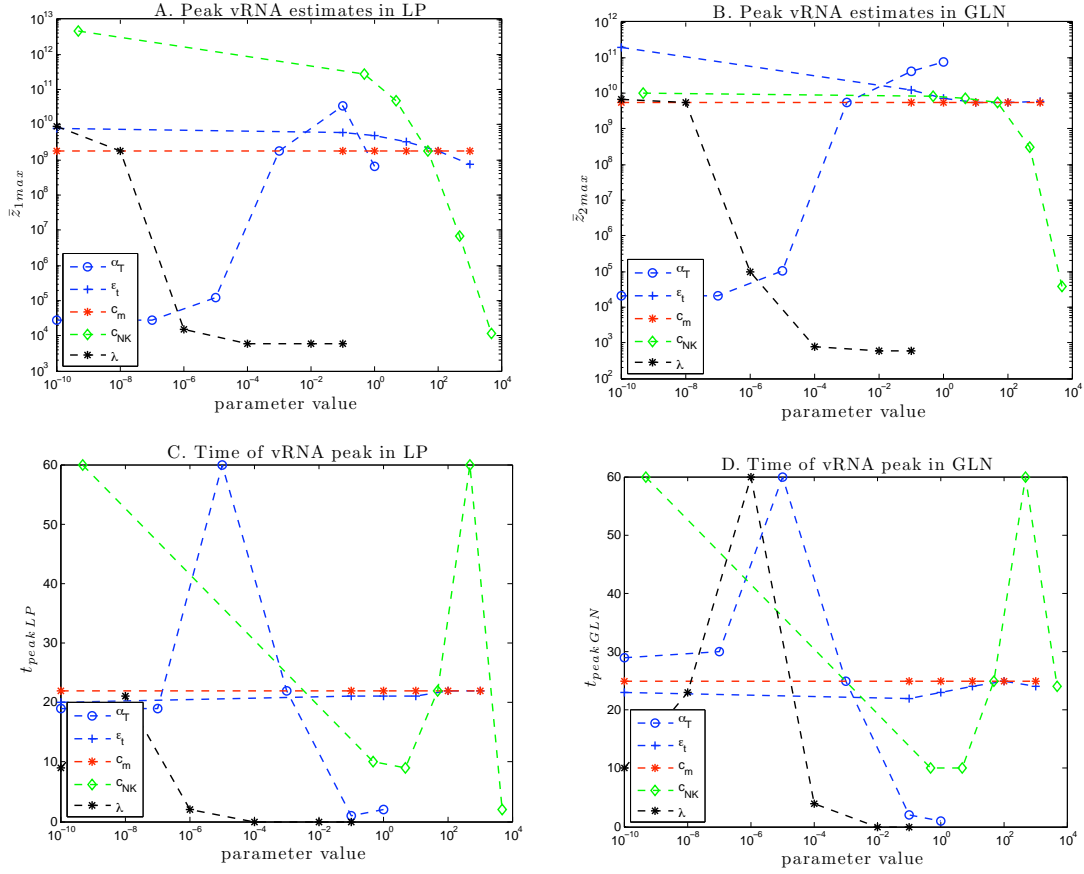 A. Peak vRNA estimates in LP
10^13
10^12
10^11
10^10
10^9
10^8
10^7
10^6
10^5
10^4
10^3
z̄_1max
α_T
ε_t
c_m
c_NK
λ
10^-10 10^-8 10^-6 10^-4 10^-2 10^0 10^2 10^4
parameter value
B. Peak vRNA estimates in GLN
10^12
10^11
10^10
10^9
10^8
10^7
10^6
10^5
10^4
10^3
10^2
z̄_2max
α_T
ε_t
c_m
c_NK
λ
10^-10 10^-8 10^-6 10^-4 10^-2 10^0 10^2 10^4
parameter value
C. Time of vRNA peak in LP
60
50
40
30
20
10
0
t_peak LP
α_T
ε_t
c_m
c_NK
λ
10^-10 10^-8 10^-6 10^-4 10^-2 10^0 10^2 10^4
parameter value
D. Time of vRNA peak in GLN
60
50
40
30
20
10
0
t_peak GLN
α_T
ε_t
c_m
c_NK
λ
10^-10 10^-8 10^-6 10^-4 10^-2 10^0 10^2 10^4
parameter value